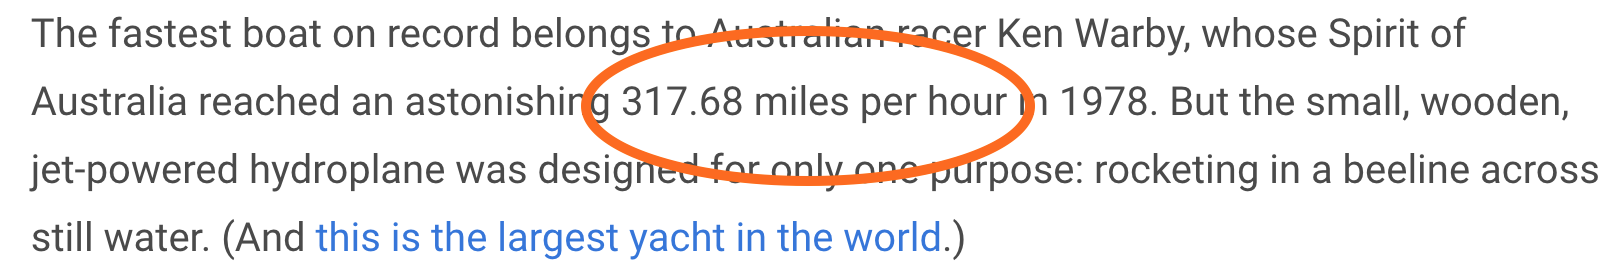 The fastest boat on record belongs to Australian racer Ken Warby, whose Spirit of
Australia reached an astonishing 317.68 miles per hour in 1978. But the small, wooden,
jet-powered hydroplane was designed for only one purpose: rocketing in a beeline across
still water. (And this is the largest yacht in the world.)